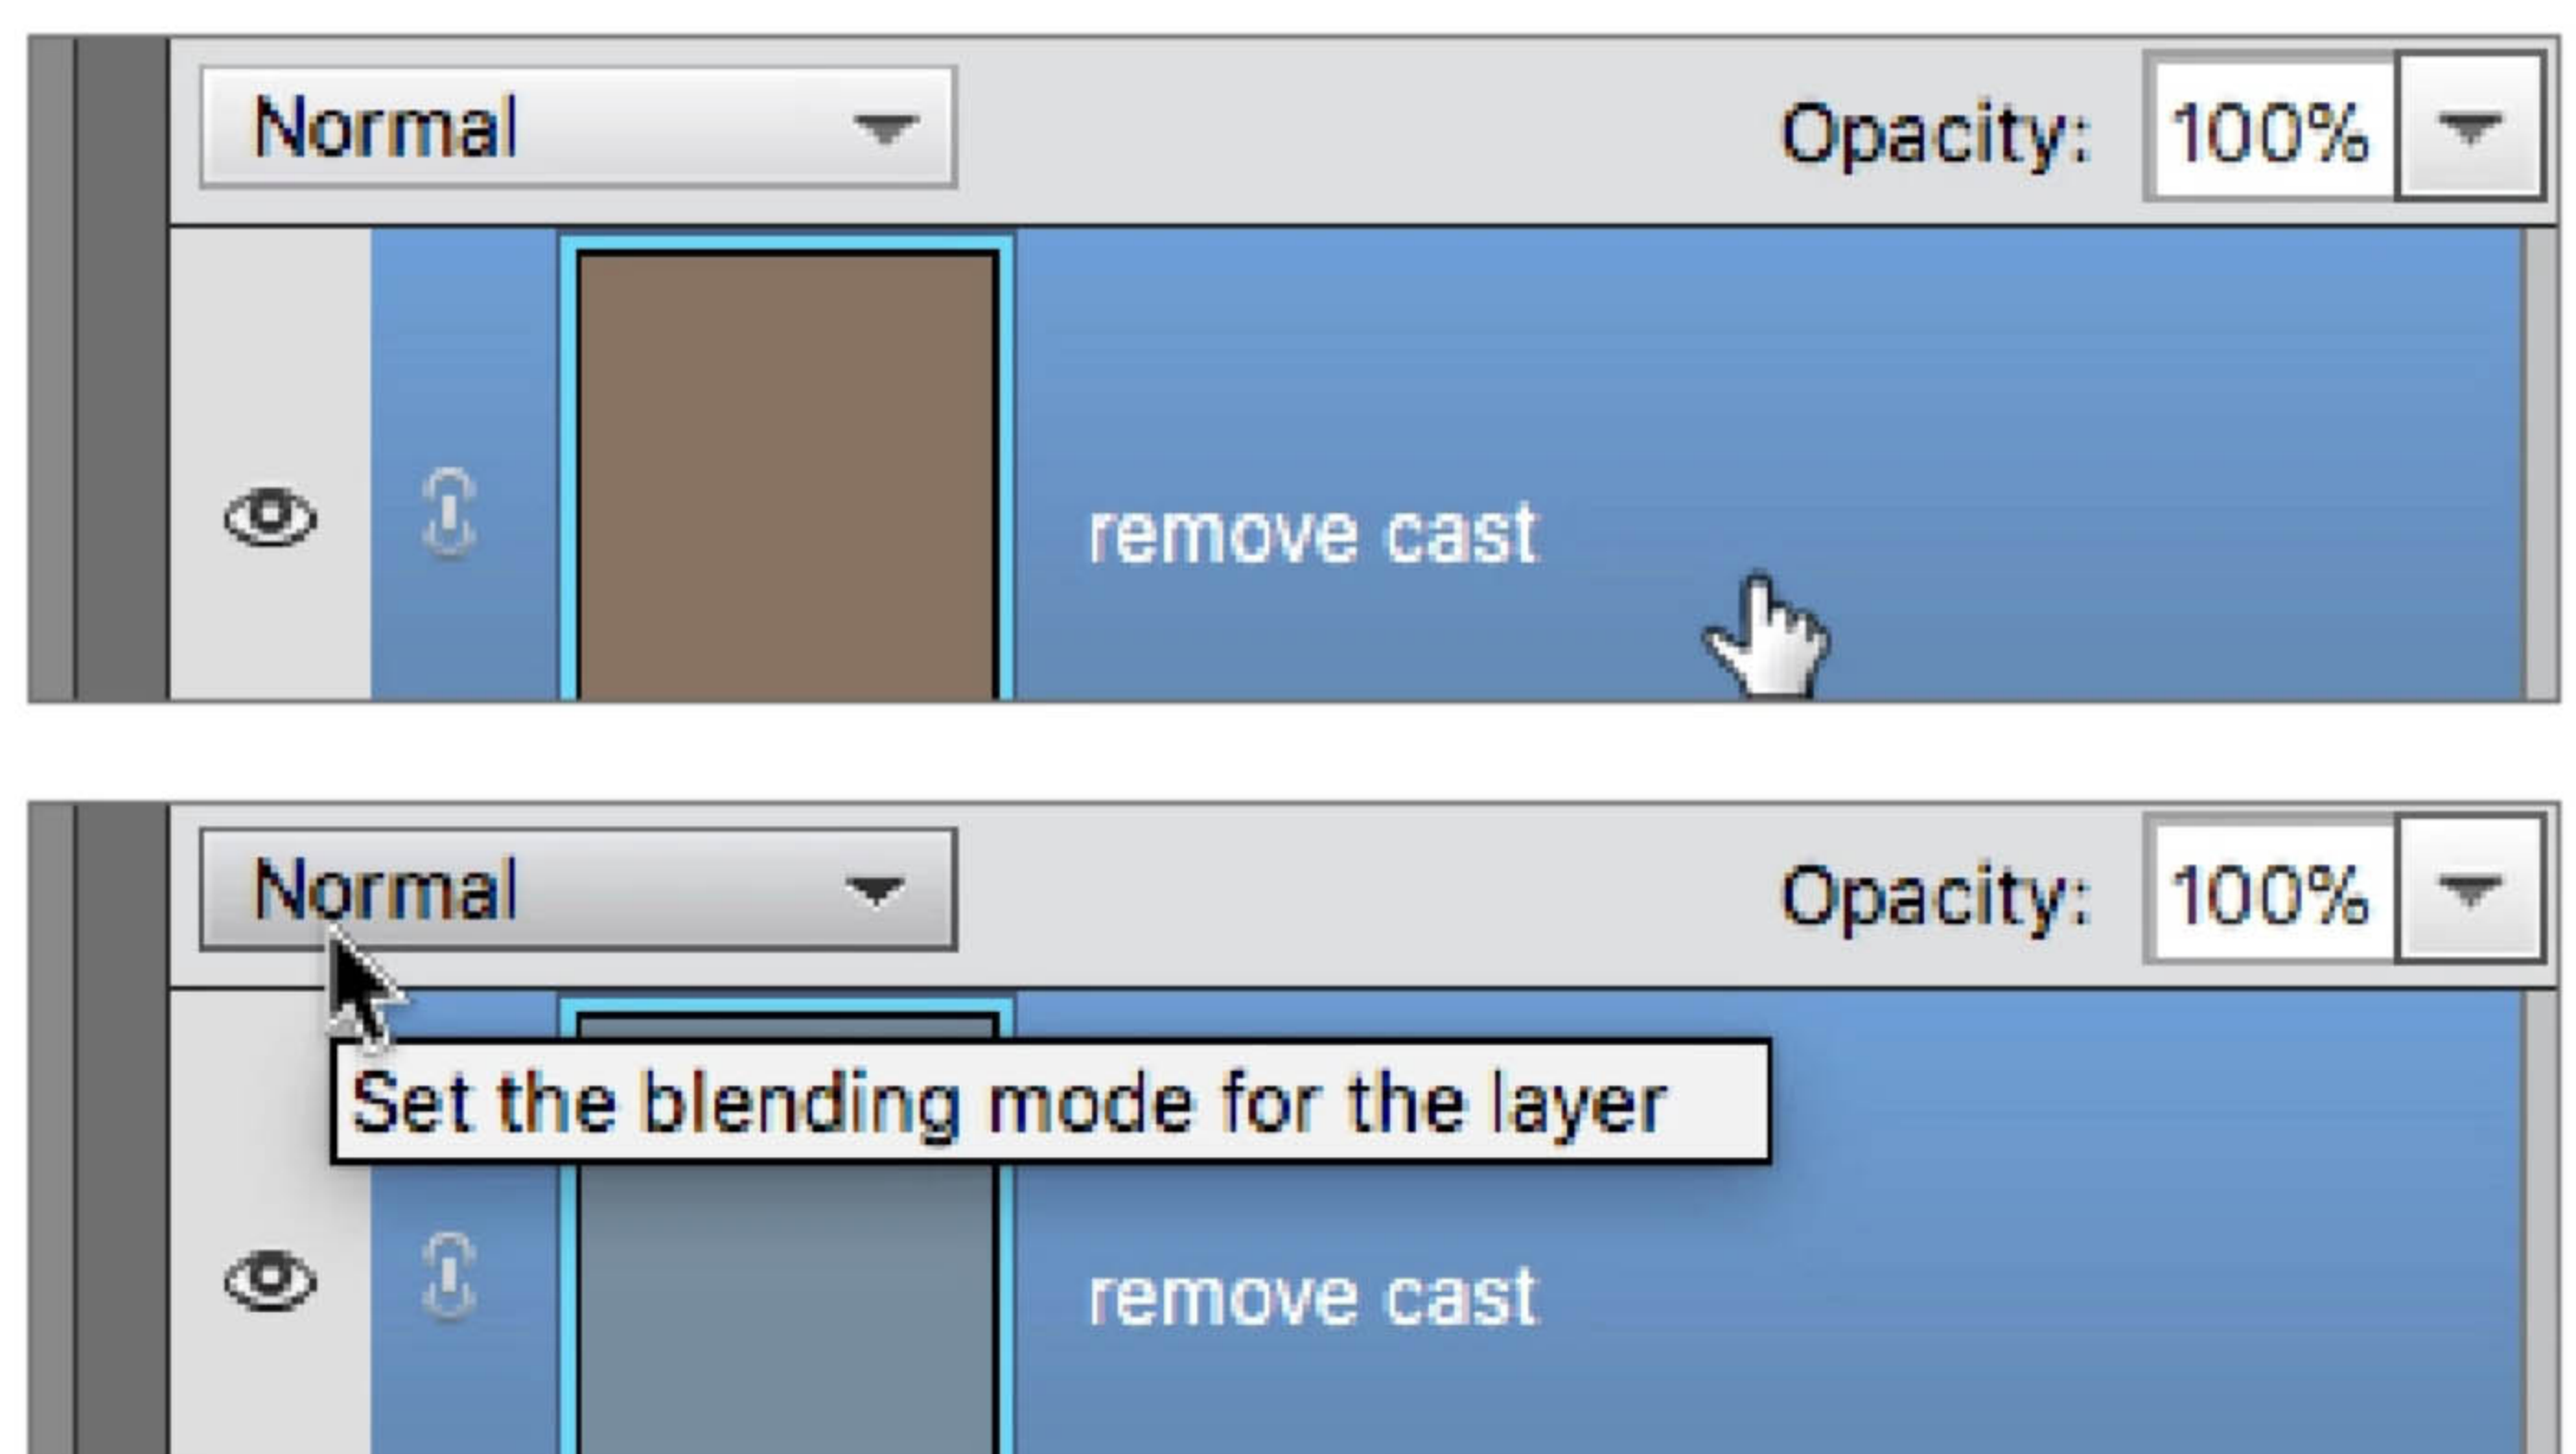 Normal Opacity: 100%
remove cast
Normal Opacity: 100%
Set the blending mode for the layer
remove cast